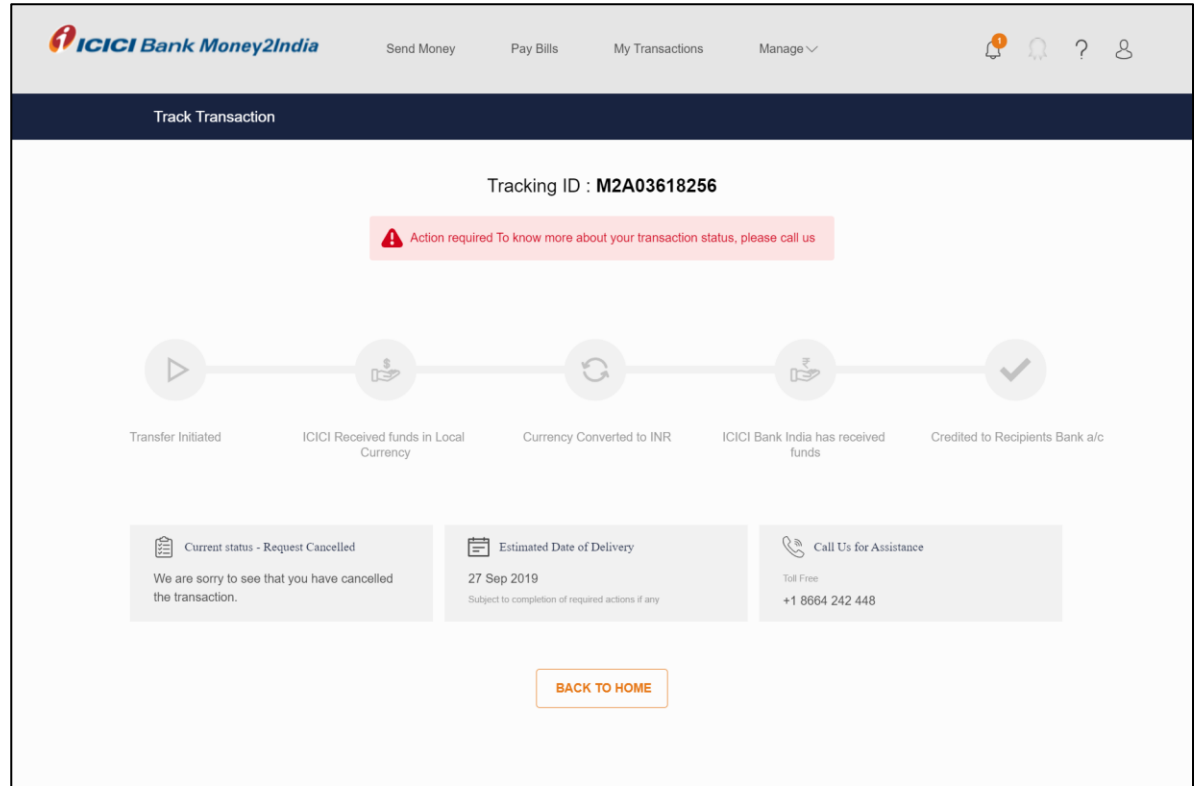 ICICI Bank Money2India
Send Money
Pay Bills
My Transactions
Manage
1
?
Track Transaction
Tracking ID : M2A03618256
Action required To know more about your transaction status, please call us
$
₹
Transfer Initiated
ICICI Received funds in Local
Currency
Currency Converted to INR
ICICI Bank India has received
funds
Credited to Recipients Bank a/c
Current status - Request Cancelled
We are sorry to see that you have cancelled
the transaction.
Estimated Date of Delivery
27 Sep 2019
Subject to completion of required actions if any
Call Us for Assistance
Toll Free
+1 8664 242 448
BACK TO HOME